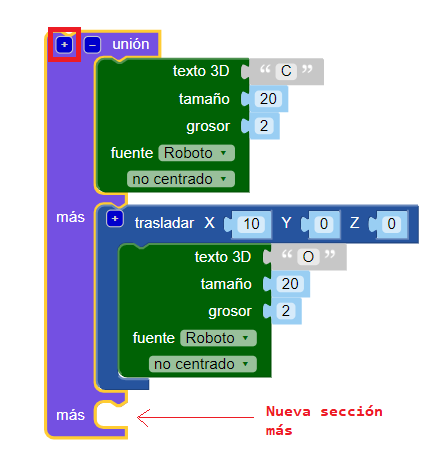 + − unión
texto 3D “ C ”
tamaño 20
grosor 2
fuente Roboto ▾
no centrado ▾
más + trasladar X 10 Y 0 Z 0
texto 3D “ O ”
tamaño 20
grosor 2
fuente Roboto ▾
no centrado ▾
más
Nueva sección
más